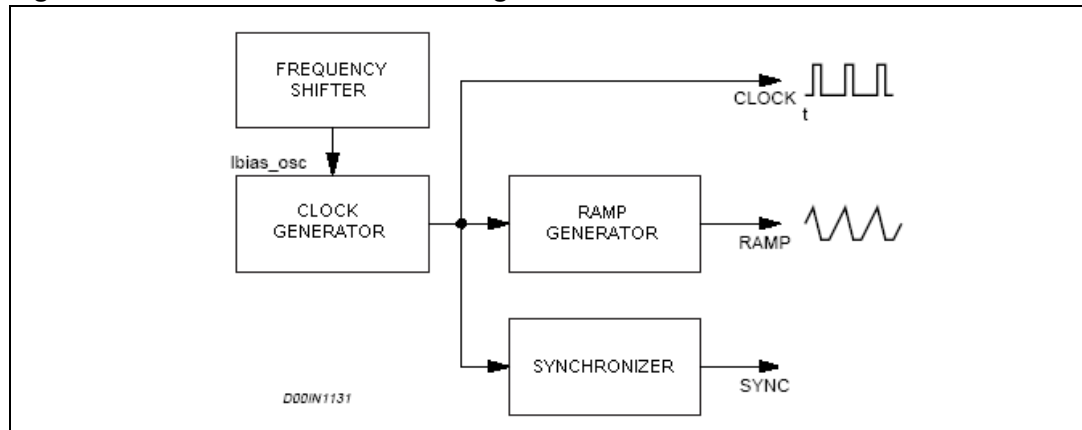 FREQUENCY
SHIFTER
CLOCK
t
Ibias_osc
CLOCK
GENERATOR
RAMP
GENERATOR
RAMP
SYNCHRONIZER
SYNC
D00IN1131